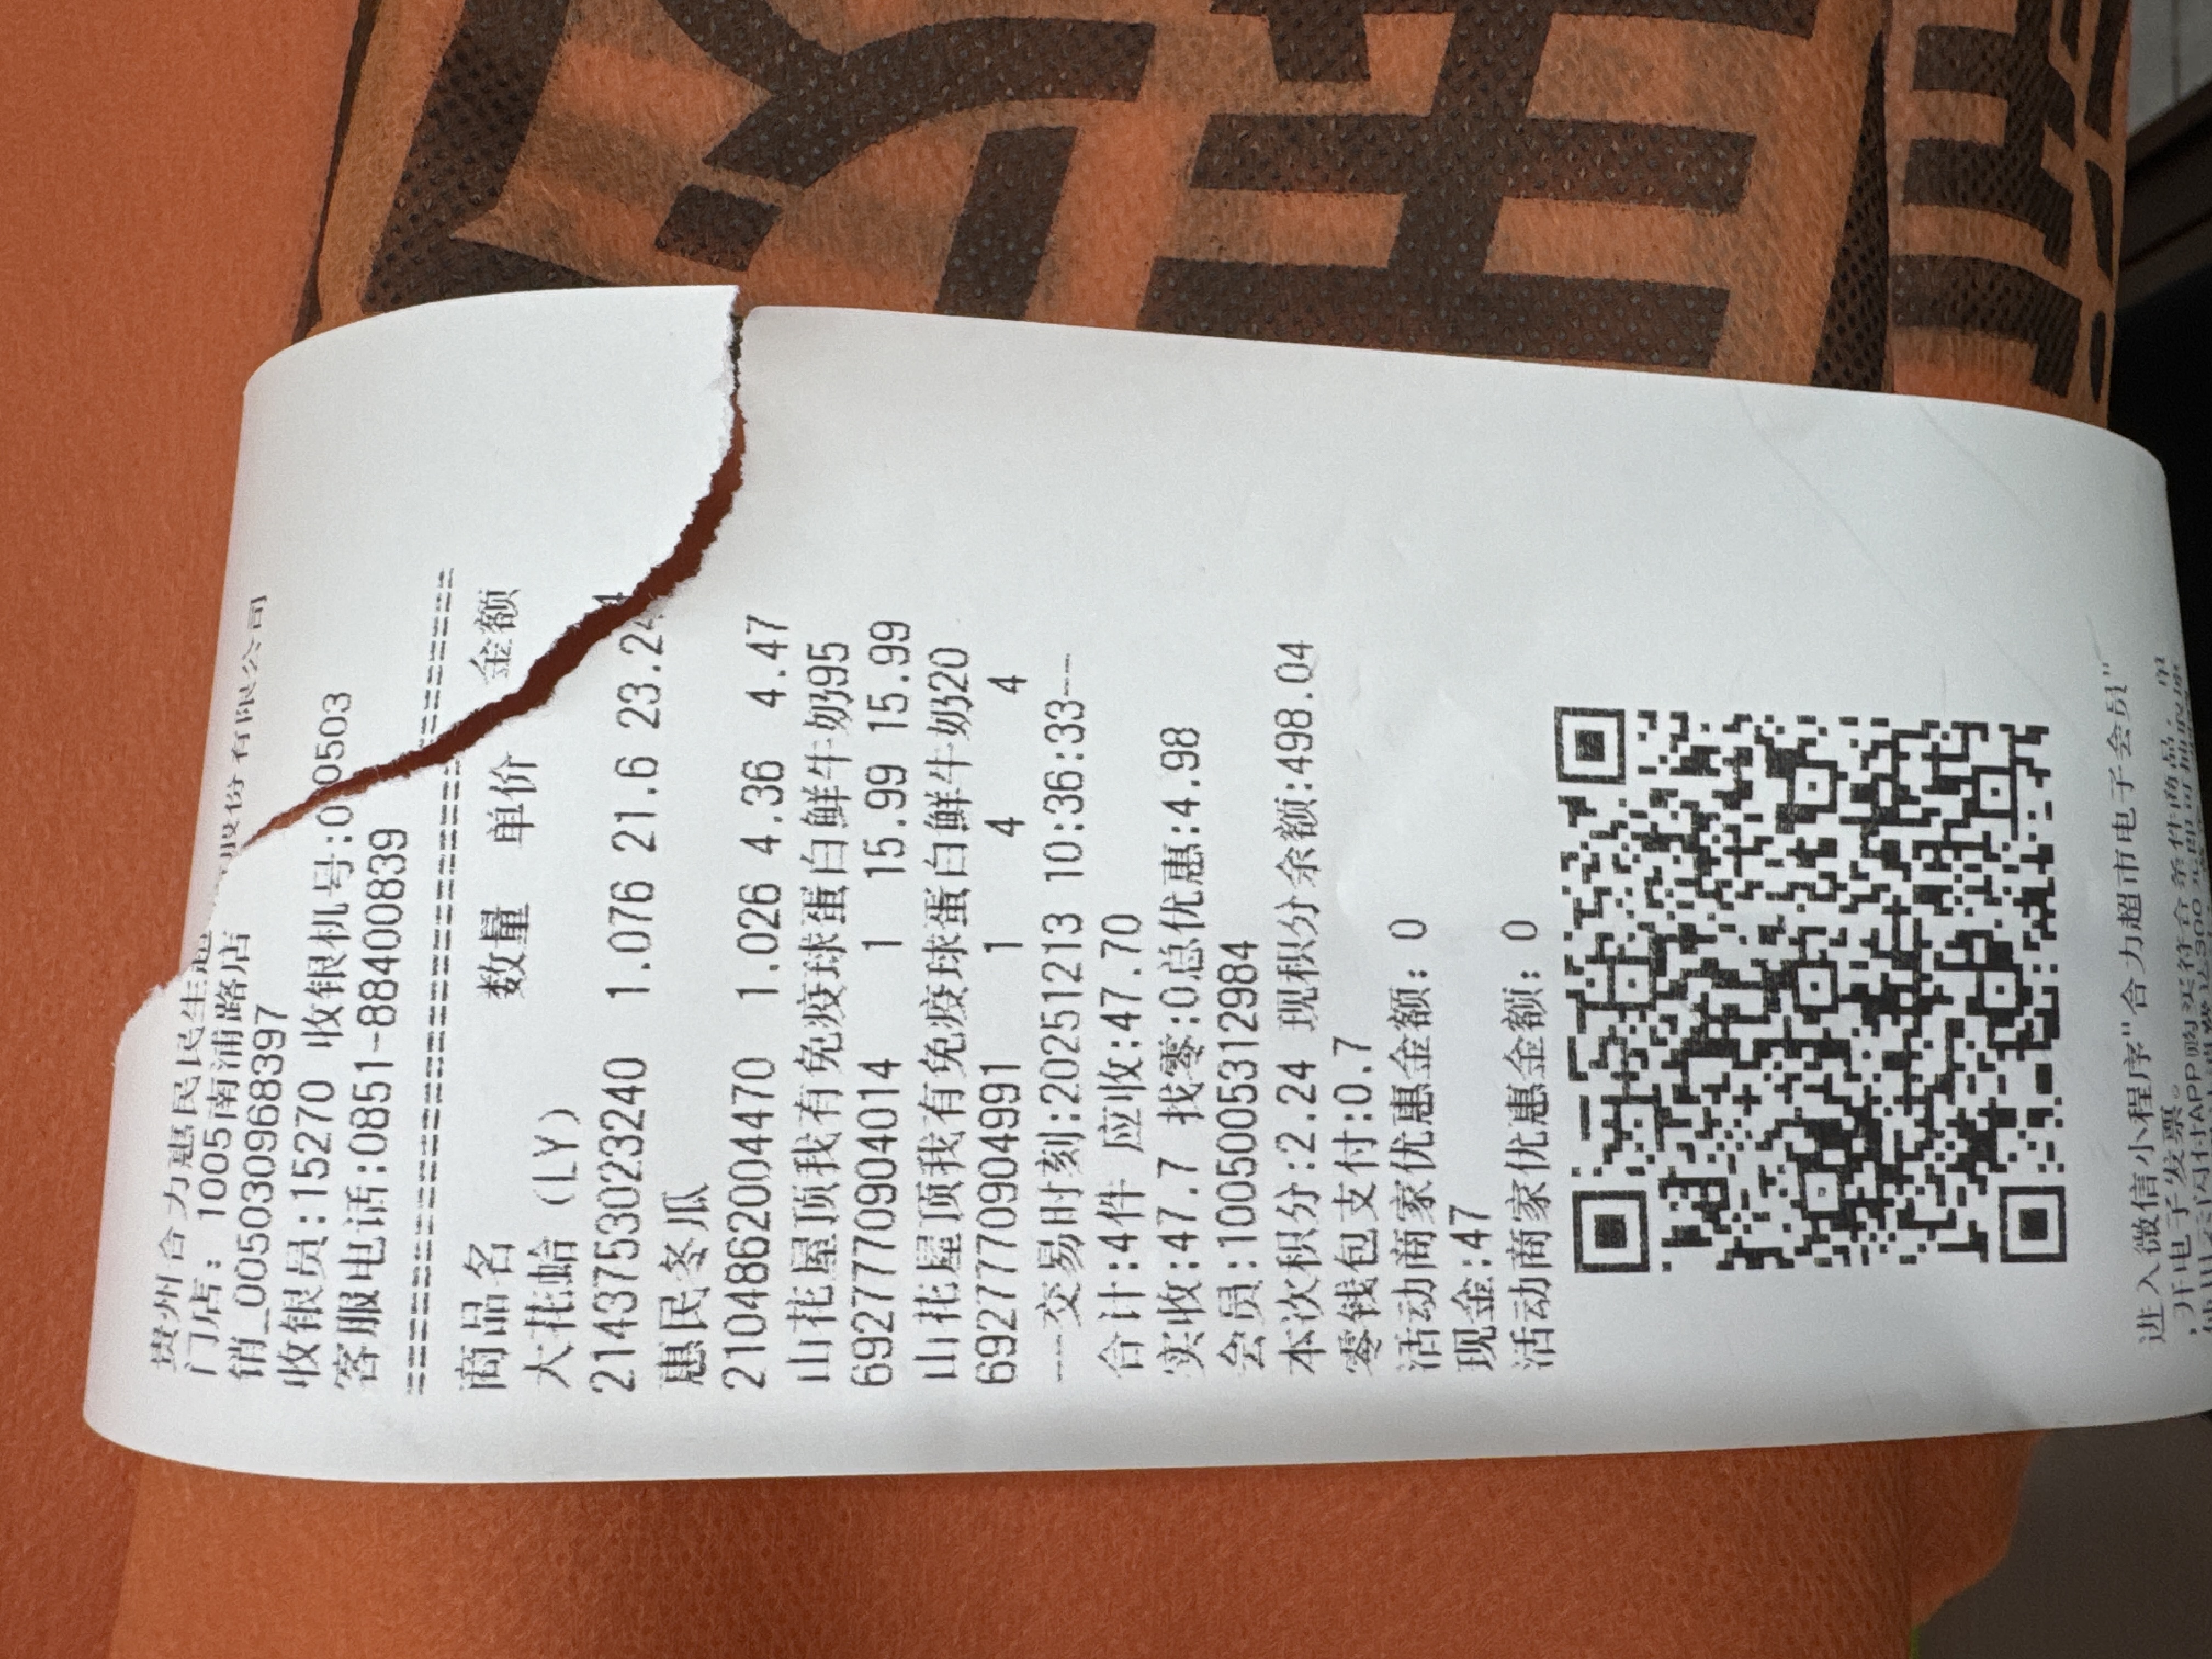 贵州合力惠民民生超 股份有限公司
门店: 1005南浦路店
销_00503096839​7
收银员:15270 收银机号:0 0503
客服电话:0851-88400839
商品名 数量 单价 金额
大花蛤 (LY)
2143753023240 1.076 21.6 23.24
惠民冬瓜
2104862004470 1.026 4.36 4.47
山花屋顶我有免疫球蛋白鲜牛奶95
6927770904014 1 15.99 15.99
山花屋顶我有免疫球蛋白鲜牛奶20
6927770904991 1 4 4
---交易时刻:20251213 10:36:33--
合计:4件 应收:47.70
实收:47.7 找零:0总优惠:4.98
会员:1005005312984
本次积分:2.24 现积分余额:498.04
零钱包支付:0.7
活动商家优惠金额: 0
现金:47
活动商家优惠金额: 0
进入微信小程序"合力超市电子会员"
开电子发票。